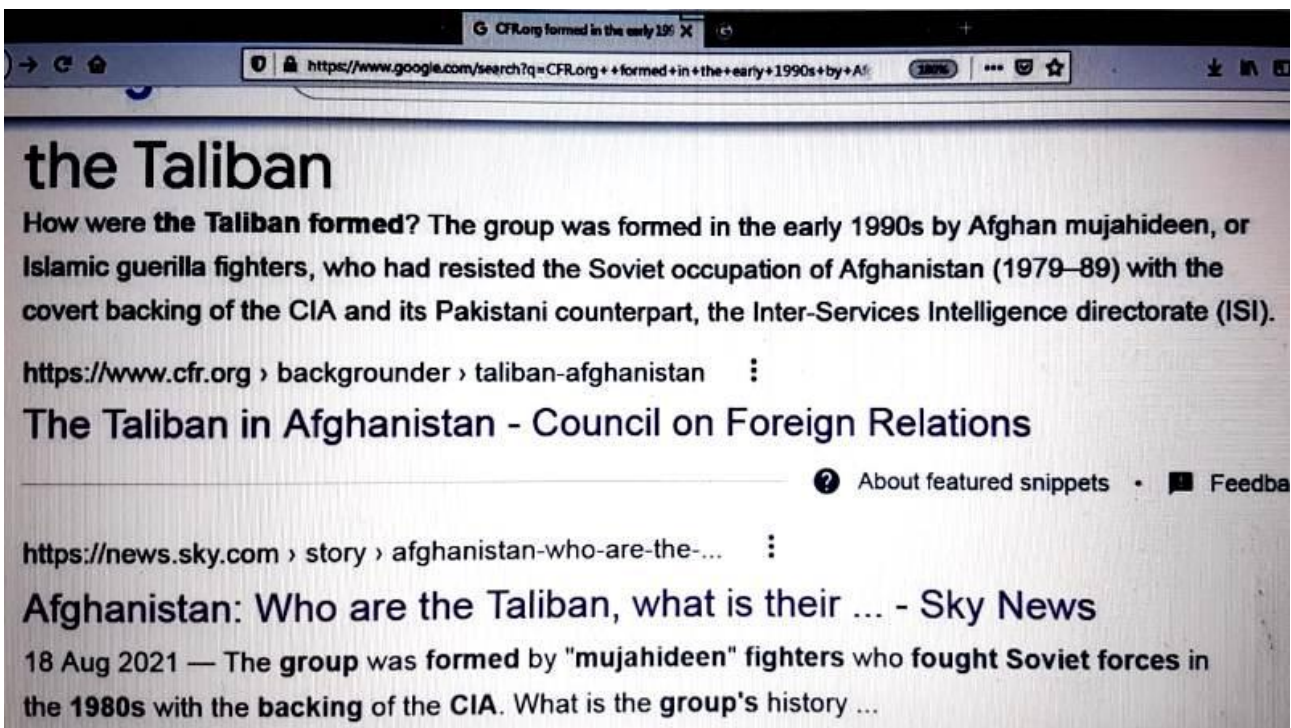 G CFR.org formed in the early 199 X G +
https://www.google.com/search?q=CFR.org++formed+in+the+early+1990s+by+Af
the Taliban
How were the Taliban formed? The group was formed in the early 1990s by Afghan mujahideen, or
Islamic guerilla fighters, who had resisted the Soviet occupation of Afghanistan (1979–89) with the
covert backing of the CIA and its Pakistani counterpart, the Inter-Services Intelligence directorate (ISI).
https://www.cfr.org › backgrounder › taliban-afghanistan
The Taliban in Afghanistan - Council on Foreign Relations
About featured snippets • Feedba
https://news.sky.com › story › afghanistan-who-are-the-...
Afghanistan: Who are the Taliban, what is their ... - Sky News
18 Aug 2021 — The group was formed by "mujahideen" fighters who fought Soviet forces in
the 1980s with the backing of the CIA. What is the group's history ...